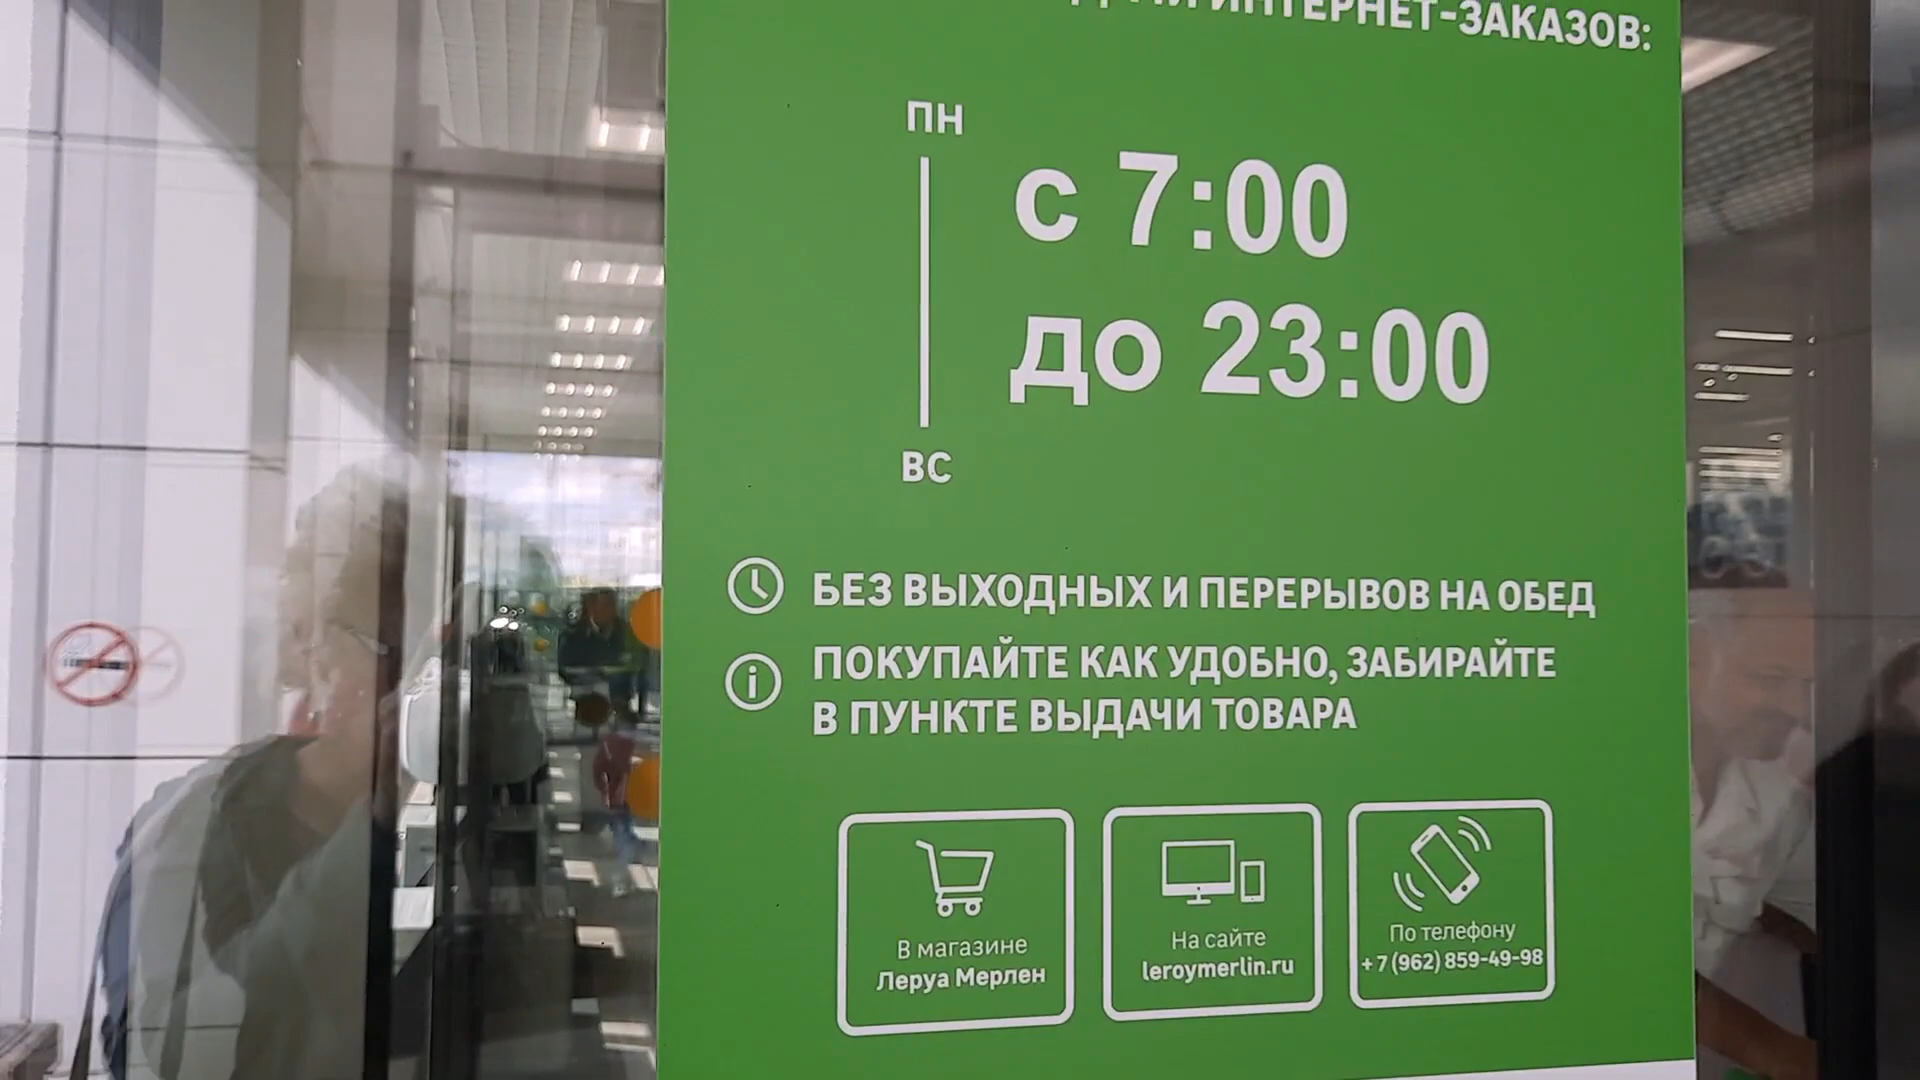 ИНТЕРНЕТ-ЗАКАЗОВ:
ПН
с 7:00
до 23:00
ВС
БЕЗ ВЫХОДНЫХ И ПЕРЕРЫВОВ НА ОБЕД
ПОКУПАЙТЕ КАК УДОБНО, ЗАБИРАЙТЕ
В ПУНКТЕ ВЫДАЧИ ТОВАРА
В магазине
Леруа Мерлен
На сайте
leroymerlin.ru
По телефону
+7 (962) 859-49-98